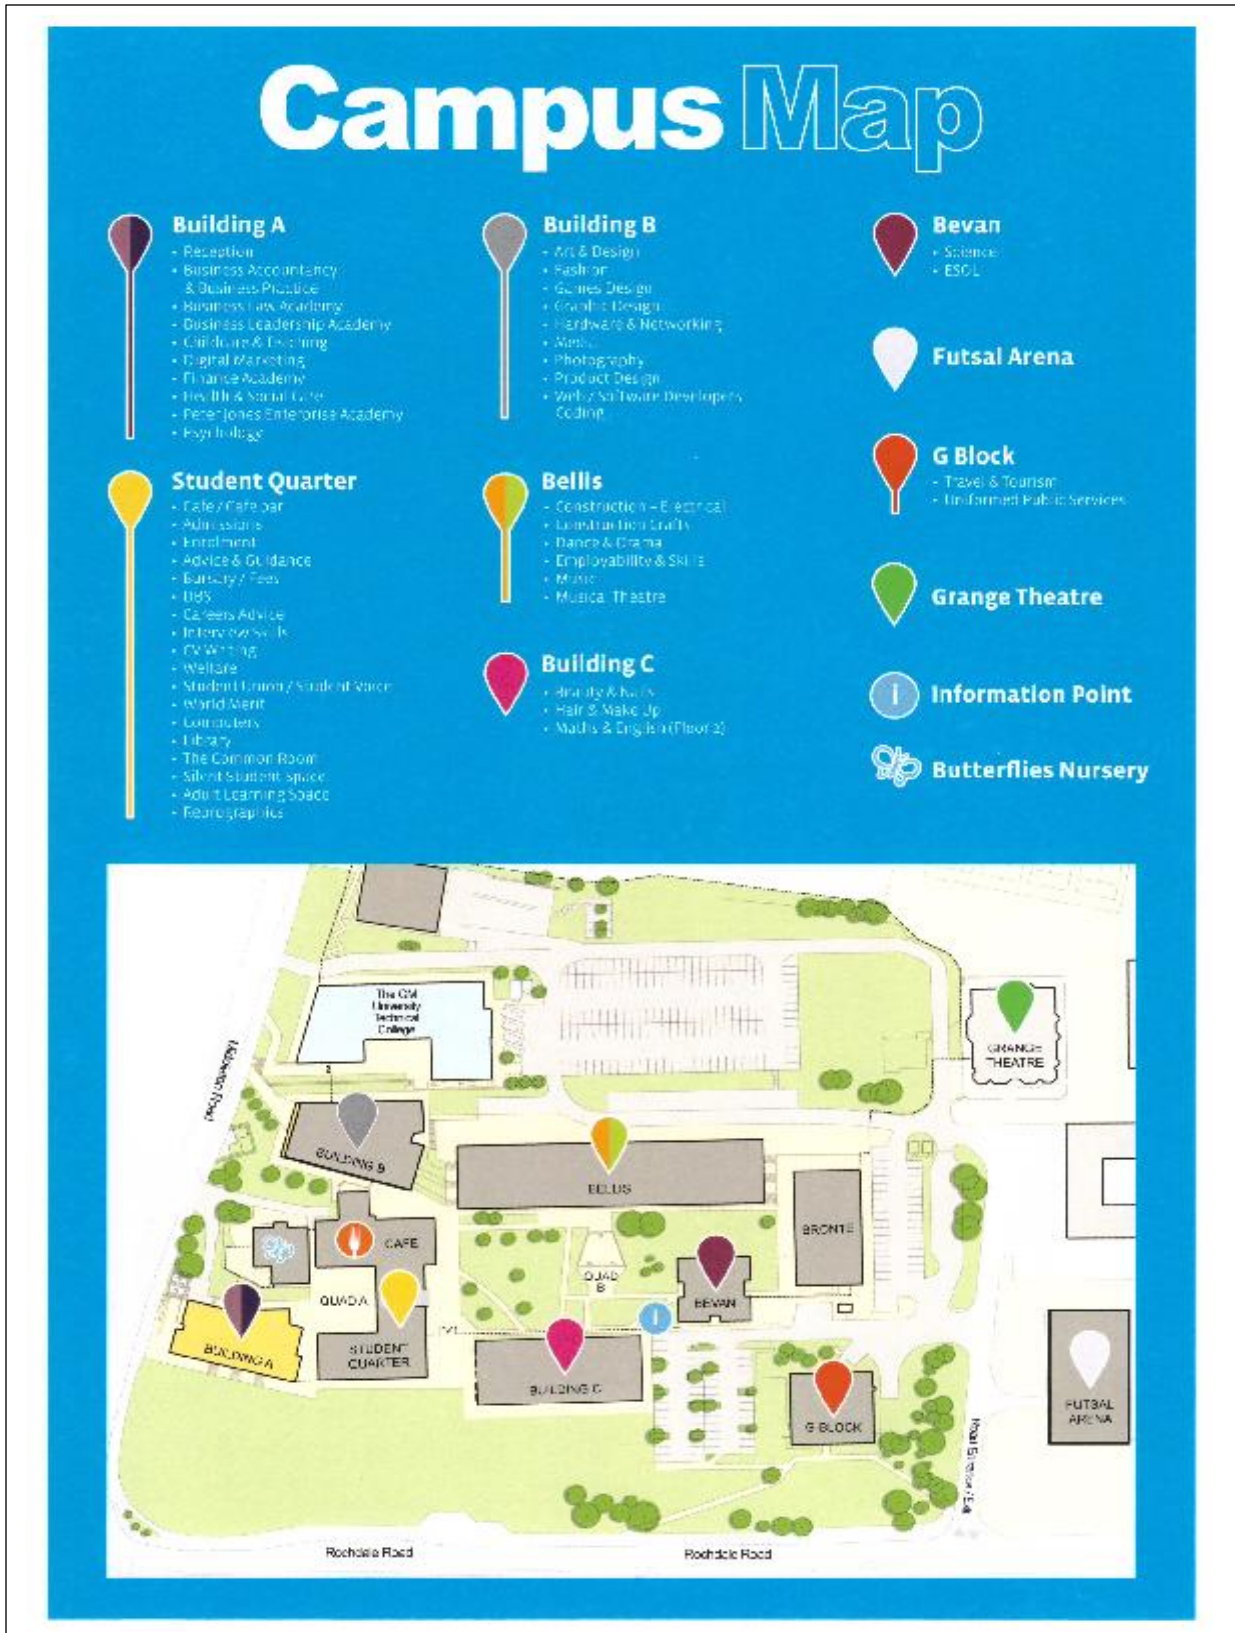 Campus Map
Building A
• Reception
• Business Accountancy
& Business Practice
• Business Law Academy
• Business Leadership Academy
• Childcare & Teaching
• Digital Marketing
• Finance Academy
• Health & Social Care
• Peter Jones Enterprise Academy
• Psychology
Student Quarter
• Cafe / Cafe bar
• Admissions
• Enrolment
• Advice & Guidance
• Bursary / Fees
• DBS
• Careers Advice
• Interview Skills
• CV Writing
• Welfare
• Student Union / Student Voice
• World Merit
• Computers
• Library
• The Common Room
• Silent Student Space
• Adult Learning Space
• Reprographics
Building B
• Art & Design
• Fashion
• Games Design
• Graphic Design
• Hardware & Networking
• Media
• Photography
• Product Design
• Web / Software Developers
Coding
Bellis
• Construction – Electrical
• Construction Crafts
• Dance & Drama
• Employability & Skills
• Music
• Musical Theatre
Building C
• Beauty & Nails
• Hair & Make Up
• Maths & English (Floor 2)
Bevan
• Science
• ESOL
Futsal Arena
G Block
• Travel & Tourism
• Uniformed Public Services
Grange Theatre
i Information Point
Butterflies Nursery
The GM
University
Technical
College
GRANGE
THEATRE
Middleton Road
BUILDING B
BELLIS
BRONTE
CAFE
QUAD
B
QUAD A
BEVAN
i
BUILDING A
STUDENT
QUARTER
BUILDING C
G BLOCK
FUTSAL
ARENA
Rochdale Road
Rochdale Road